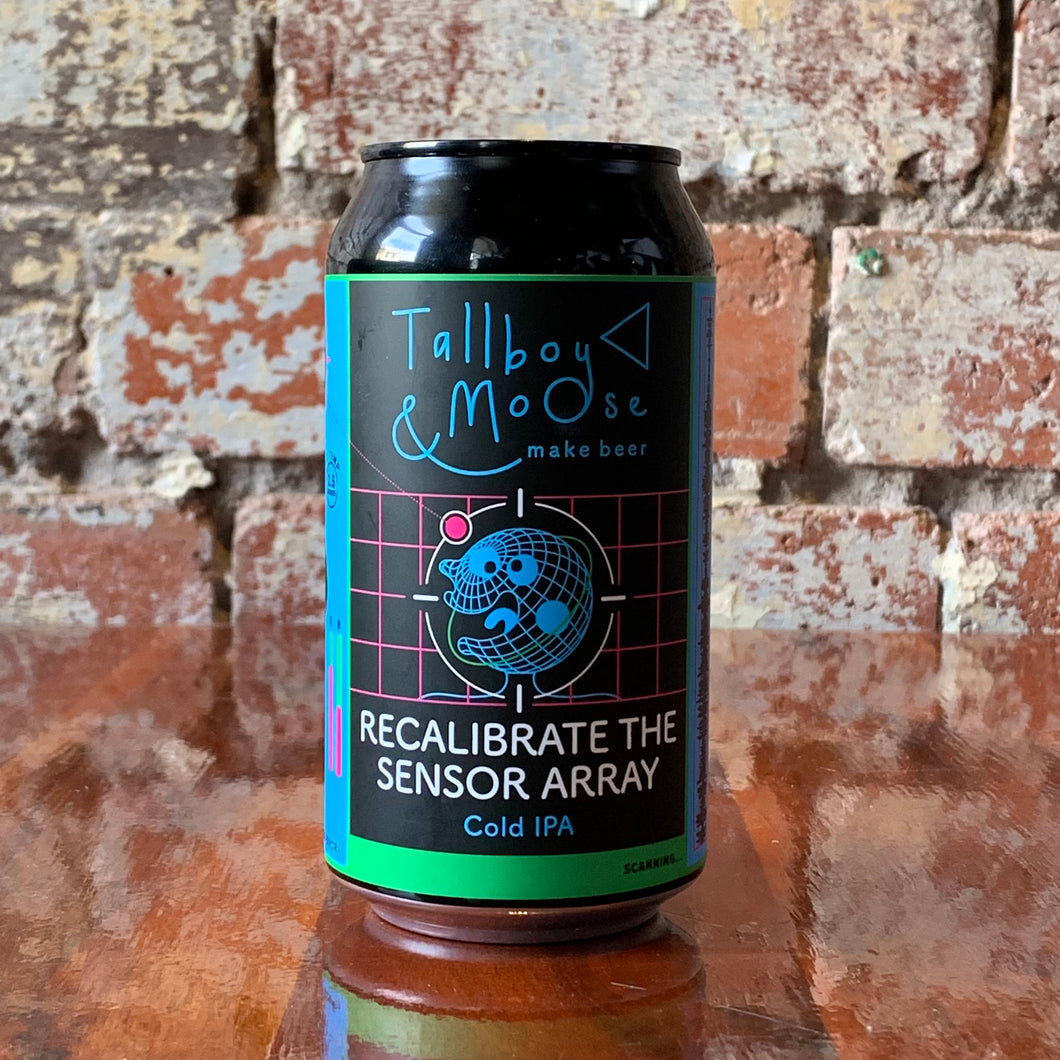 Tallboy
& Moose
make beer
RECALIBRATE THE
SENSOR ARRAY
Cold IPA
SCANNING...